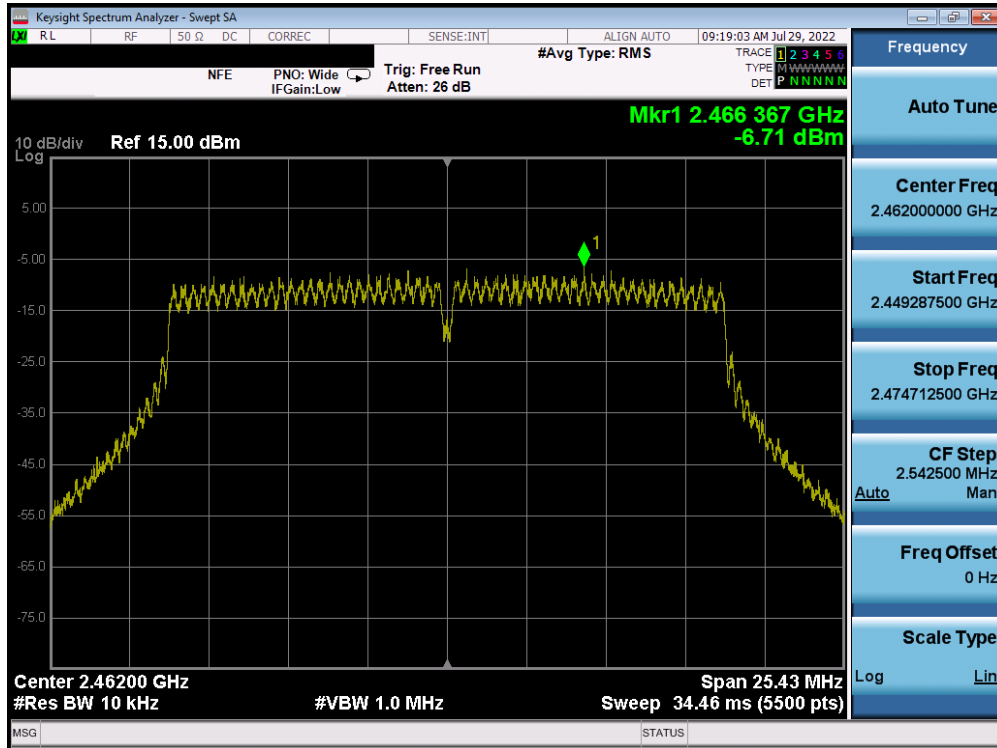 Keysight Spectrum Analyzer - Swept SA
LXI RL RF 50 Ω DC CORREC SENSE:INT ALIGN AUTO 09:19:03 AM Jul 29, 2022
NFE PNO: Wide Trig: Free Run #Avg Type: RMS TRACE 1 2 3 4 5 6
IFGain:Low Atten: 26 dB TYPE M WWWWW
DET P N N N N N
Mkr1 2.466 367 GHz
-6.71 dBm
10 dB/div Ref 15.00 dBm
Log
1
5.00
-5.00
-15.0
-25.0
-35.0
-45.0
-55.0
-65.0
-75.0
Center 2.46200 GHz Span 25.43 MHz
#Res BW 10 kHz #VBW 1.0 MHz Sweep 34.46 ms (5500 pts)
MSG STATUS
Frequency
Auto Tune
Center Freq
2.462000000 GHz
Start Freq
2.449287500 GHz
Stop Freq
2.474712500 GHz
CF Step
2.542500 MHz
Auto Man
Freq Offset
0 Hz
Scale Type
Log Lin